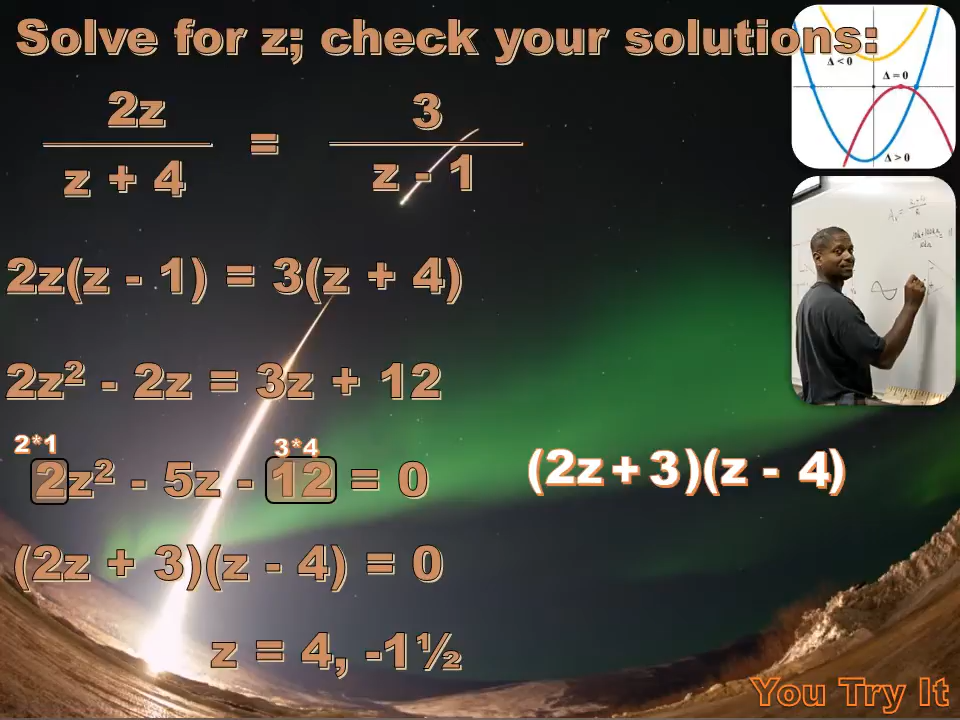 Solve for z; check your solutions:
Δ < 0
Δ = 0
Δ > 0
2z = 3
z + 4 z - 1
2z(z - 1) = 3(z + 4)
2z² - 2z = 3z + 12
2*1 3*4
2z² - 5z - 12 = 0
(2z + 3)(z - 4)
(2z + 3)(z - 4) = 0
z = 4, -1½
You Try It